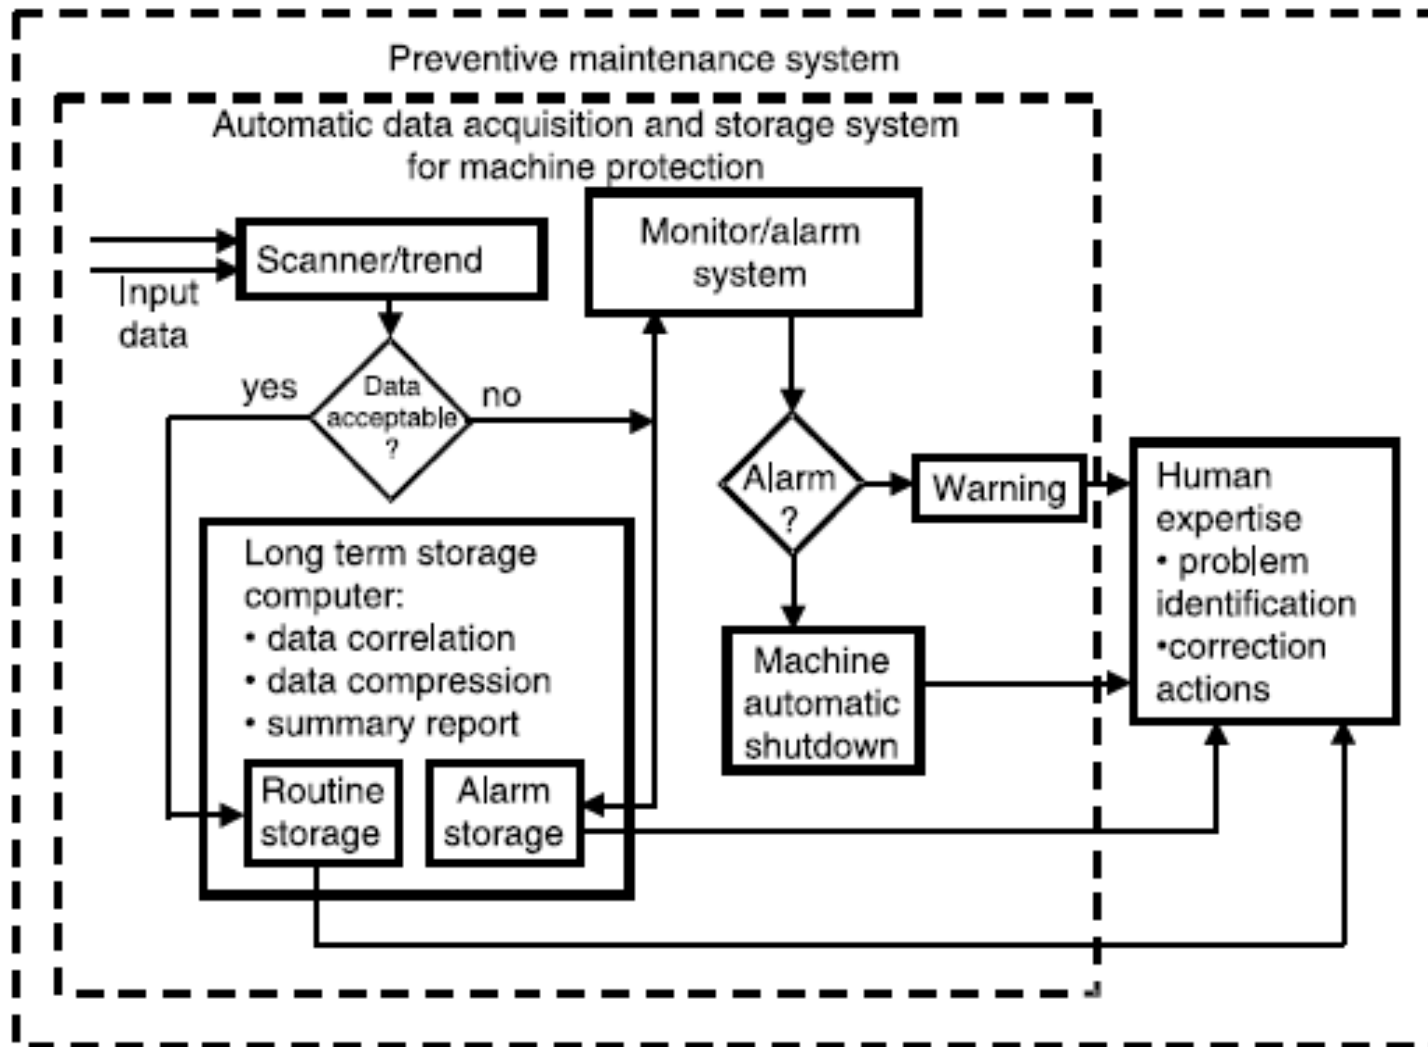 Preventive maintenance system
Automatic data acquisition and storage system
for machine protection
Scanner/trend
Input
data
Monitor/alarm
system
yes
Data
acceptable
?
no
Alarm
?
Warning
Human
expertise
• problem
identification
•correction
actions
Long term storage
computer:
• data correlation
• data compression
• summary report
Machine
automatic
shutdown
Routine
storage
Alarm
storage